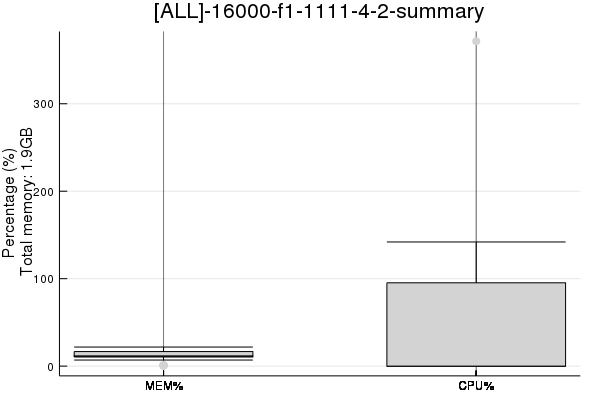 [ALL]-16000-f1-1111-4-2-summary
Percentage (%)
Total memory: 1.9GB
300
200
100
0
MEM%
CPU%